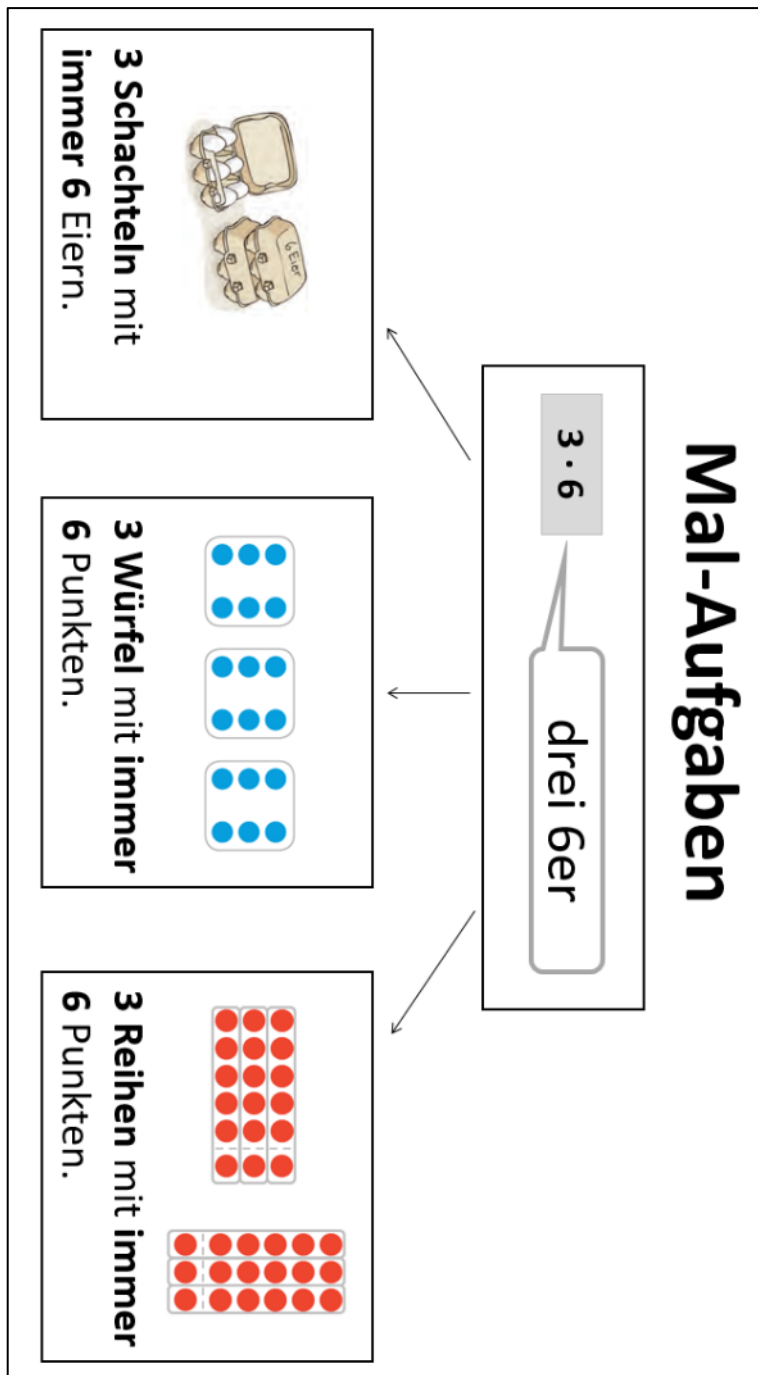 Mal-Aufgaben
3 · 6
drei 6er
6 Eier
3 Schachteln mit
immer 6 Eiern.
3 Würfel mit immer
6 Punkten.
3 Reihen mit immer
6 Punkten.